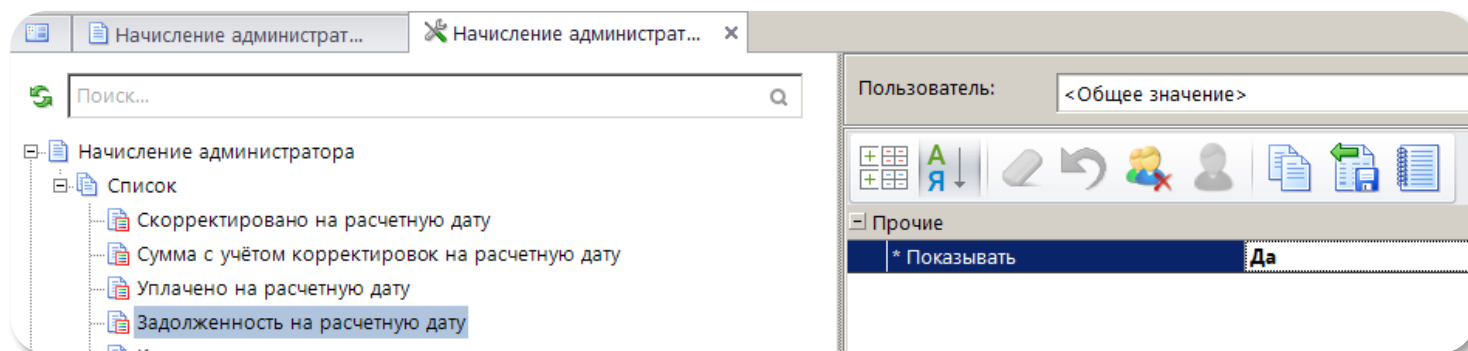 Начисление администрат...
Начисление администрат...
Поиск...
Начисление администратора
Список
Скорректировано на расчетную дату
Сумма с учётом корректировок на расчетную дату
Уплачено на расчетную дату
Задолженность на расчетную дату
Пользователь:
<Общее значение>
А
Я
Прочие
* Показывать
Да